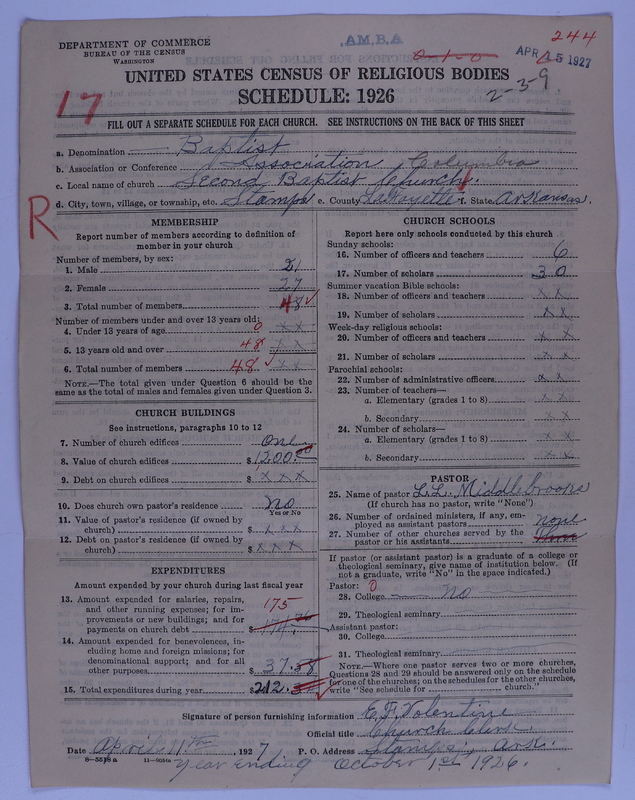 DEPARTMENT OF COMMERCE
BUREAU OF THE CENSUS
WASHINGTON
A.B.MA.
0-1-0
244
APR 15 1927
2-3-9
17
UNITED STATES CENSUS OF RELIGIOUS BODIES
SCHEDULE: 1926
FILL OUT A SEPARATE SCHEDULE FOR EACH CHURCH. SEE INSTRUCTIONS ON THE BACK OF THIS SHEET
a. Denomination Baptist
b. Association or Conference Association Columbia
c. Local name of church Second Baptist Church.
d. City, town, village, or township, etc. Stamps e. County LaFayette f. State Arkansas.
R
MEMBERSHIP
Report number of members according to definition of member in your church
Number of members, by sex:
1. Male 21
2. Female 27
3. Total number of members 48
Number of members under and over 13 years old:
4. Under 13 years of age 0 x x
5. 13 years old and over 48 x x
6. Total number of members 48 x x
NOTE.—The total given under Question 6 should be
the same as the total of males and females given under Question 3.
CHURCH BUILDINGS
See instructions, paragraphs 10 to 12
7. Number of church edifices One
8. Value of church edifices $ 1200.00
9. Debt on church edifices $ x x x
10. Does church own pastor's residence? No
Yes or No
11. Value of pastor's residence (if owned by
church) $ x x x
12. Debt on pastor's residence (if owned by
church) $ x x x
EXPENDITURES
Amount expended by your church during last fiscal year
13. Amount expended for salaries, repairs,
and other running expenses; for im-
provements or new buildings; and for
payments on church debt $ 175
14. Amount expended for benevolences, in-
cluding home and foreign missions; for
denominational support; and for all
other purposes $ 37.
15. Total expenditures during year $ 212.
CHURCH SCHOOLS
Report here only schools conducted by this church
Sunday schools:
16. Number of officers and teachers 6
17. Number of scholars 30
Summer vacation Bible schools:
18. Number of officers and teachers x x
19. Number of scholars x x
Week-day religious schools:
20. Number of officers and teachers x x
21. Number of scholars x x
Parochial schools:
22. Number of administrative officers x x
23. Number of teachers—
a. Elementary (grades 1 to 8) x x
b. Secondary x x
24. Number of scholars—
a. Elementary (grades 1 to 8) x x
b. Secondary x x
PASTOR
25. Name of pastor L.L. Middlebrooks
(If church has no pastor, write "None")
26. Number of ordained ministers, if any, em-
ployed as assistant pastors none
27. Number of other churches served by the
pastor or his assistants
If pastor (or assistant pastor) is a graduate of a college or
theological seminary, give name of institution below. (If
not a graduate, write "No" in the space indicated.)
Pastor: 0
28. College No
29. Theological seminary
Assistant pastor:
30. College
31. Theological seminary
NOTE.—Where one pastor serves two or more churches,
Questions 28 and 29 should be answered only on the schedule
for one of the churches; on the schedules for the other churches,
write "See schedule for church."
Signature of person furnishing information E.F. Volentine
Official title Church Clerk
Date April 11th, 1927 P. O. Address Stamps, Ark.
Year Ending October 1st 1926.